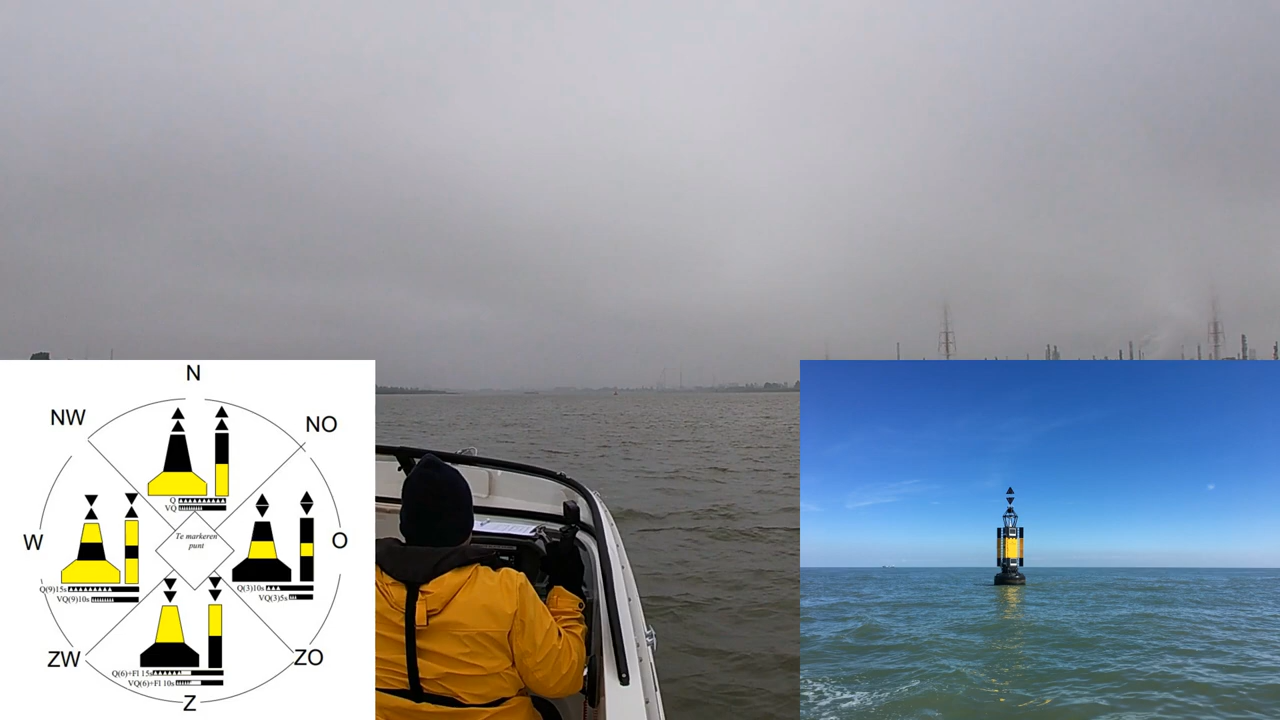 N
NW
NO
Q
VQ
Te markeren
punt
W
O
Q(9)15s
VQ(9)10s
Q(3)10s
VQ(3)5s
ZW
ZO
Q(6)+Fl 15s
VQ(6)+Fl 10s
Z